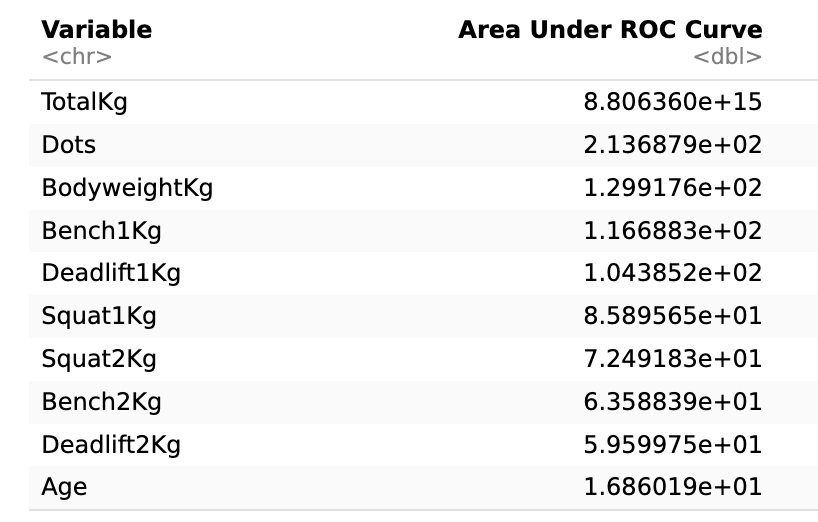 Variable Area Under ROC Curve
<chr> <dbl>
TotalKg 8.806360e+15
Dots 2.136879e+02
BodyweightKg 1.299176e+02
Bench1Kg 1.166883e+02
Deadlift1Kg 1.043852e+02
Squat1Kg 8.589565e+01
Squat2Kg 7.249183e+01
Bench2Kg 6.358839e+01
Deadlift2Kg 5.959975e+01
Age 1.686019e+01